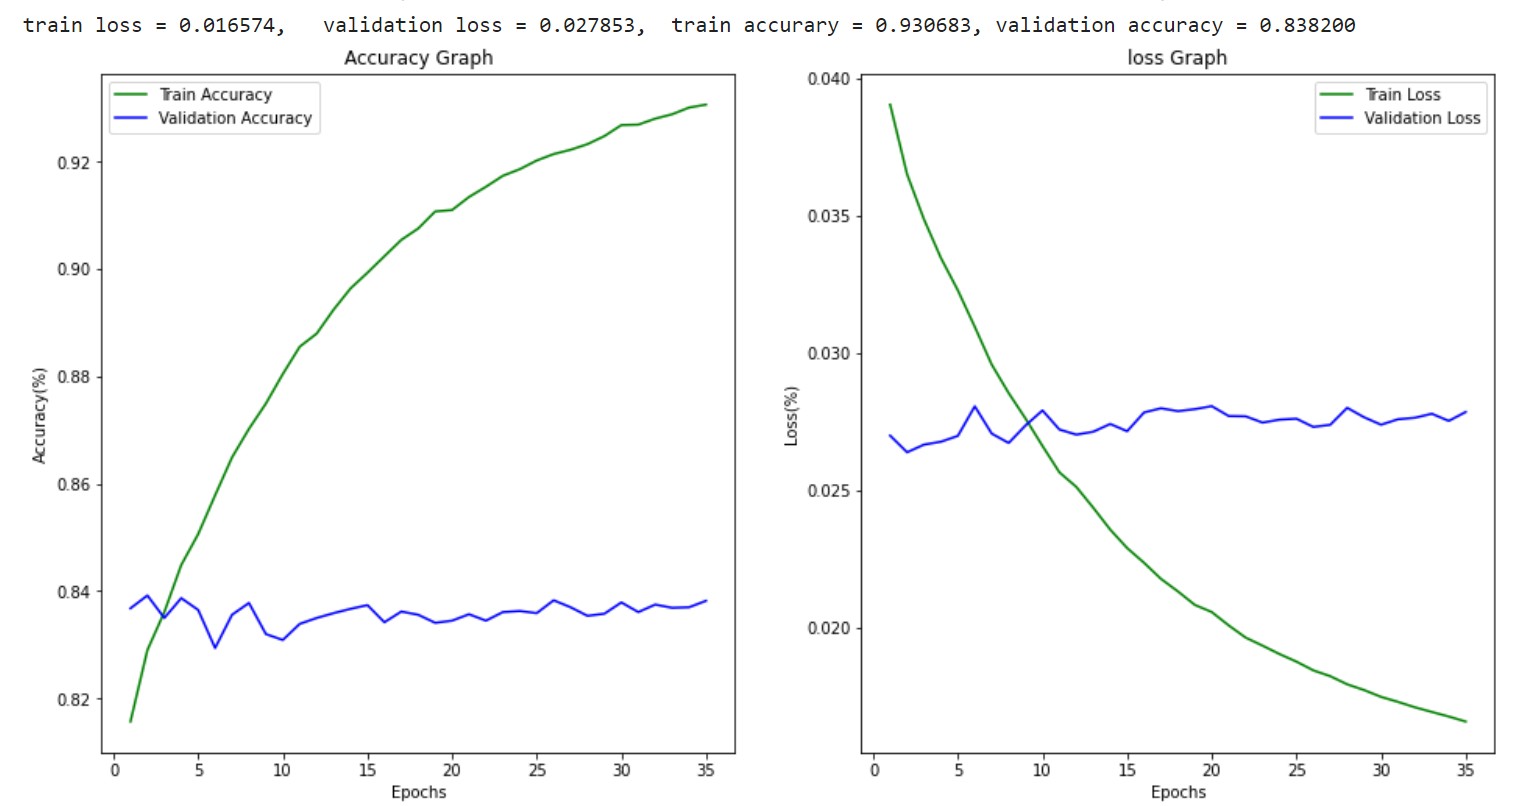 train loss = 0.016574,   validation loss = 0.027853,  train accurary = 0.930683, validation accuracy = 0.838200
Accuracy Graph
Train Accuracy
Validation Accuracy
0.92
0.90
0.88
0.86
0.84
0.82
Accuracy(%)
0 5 10 15 20 25 30 35
Epochs
loss Graph
Train Loss
Validation Loss
0.040
0.035
0.030
0.025
0.020
Loss(%)
0 5 10 15 20 25 30 35
Epochs